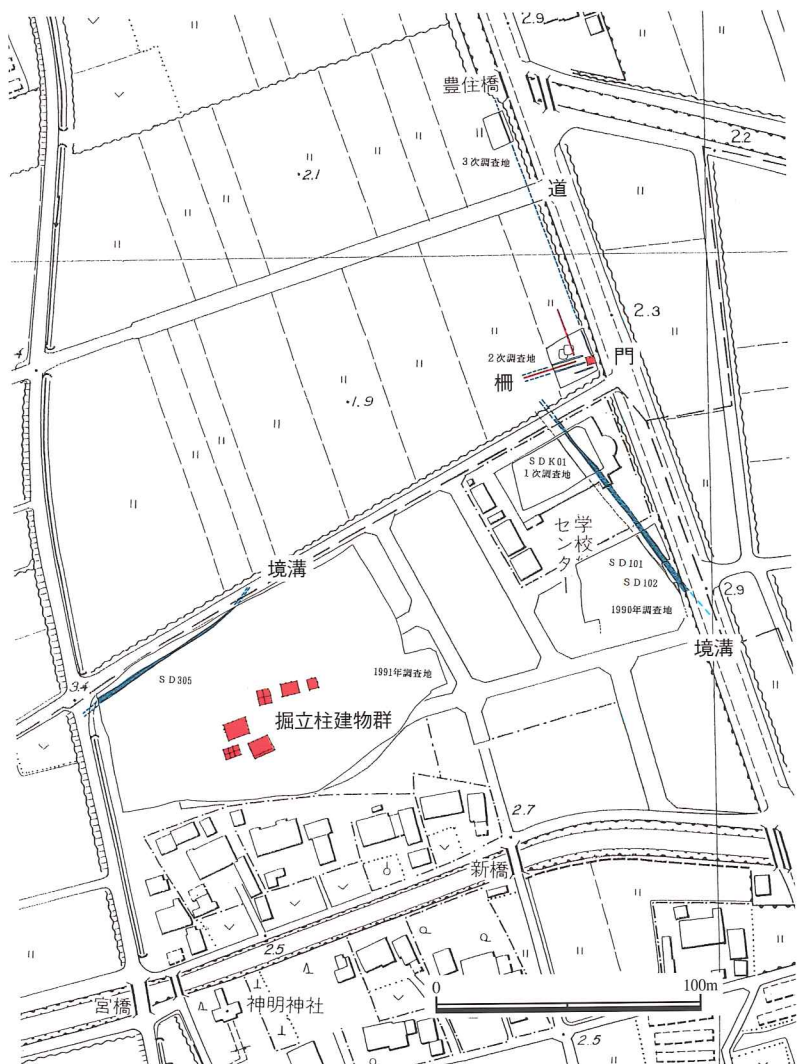 2.9
豊住橋
2.2
3次調査地
2.1
道
2.3
2次調査地
門
柵
1.9
SDK01
1次調査地
学校
センター
SD101
SD102
2.9
1990年調査地
境溝
境溝
3.4
SD305
1991年調査地
掘立柱建物群
2.7
新橋
2.5
0
100m
宮橋
神明神社
2.5